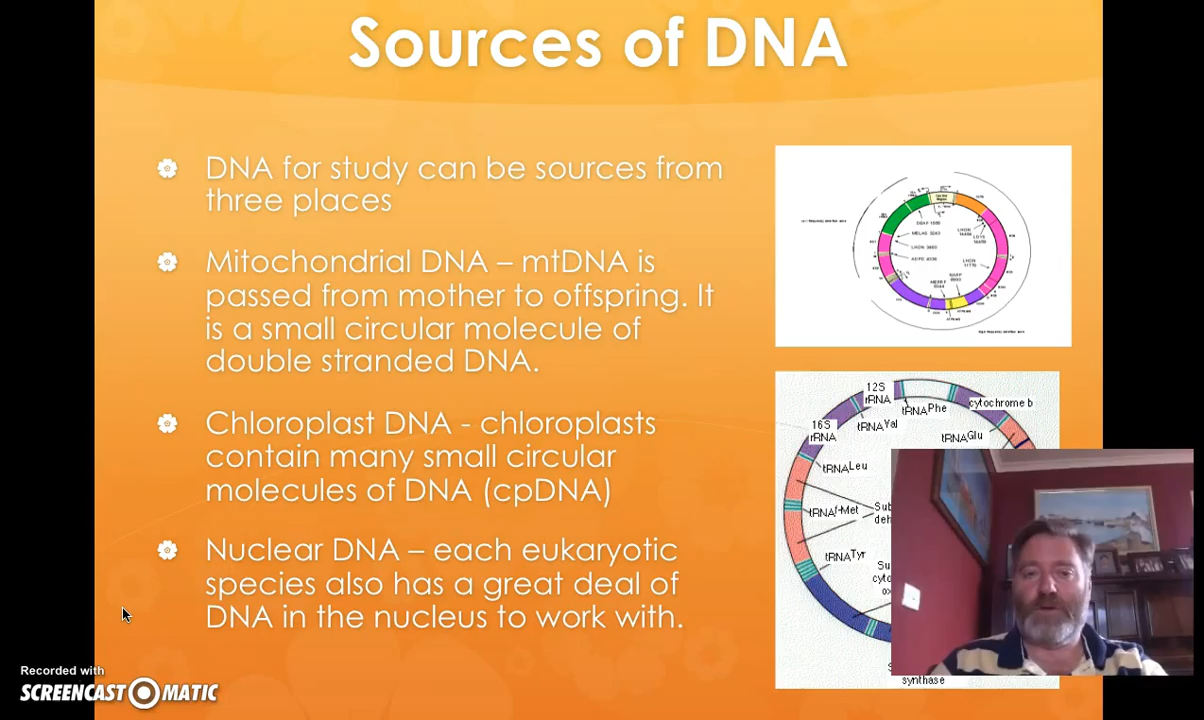 Sources of DNA
DNA for study can be sources from
three places
Mitochondrial DNA – mtDNA is
passed from mother to offspring. It
is a small circular molecule of
double stranded DNA.
Chloroplast DNA - chloroplasts
contain many small circular
molecules of DNA (cpDNA)
Nuclear DNA – each eukaryotic
species also has a great deal of
DNA in the nucleus to work with.
12S
rRNA
tRNAPhe
cytochrome b
16S
rRNA
tRNAVal
tRNAGlu
tRNALeu
tRNAf-Met
tRNATyr
synthase
Recorded with
SCREENCAST MATIC